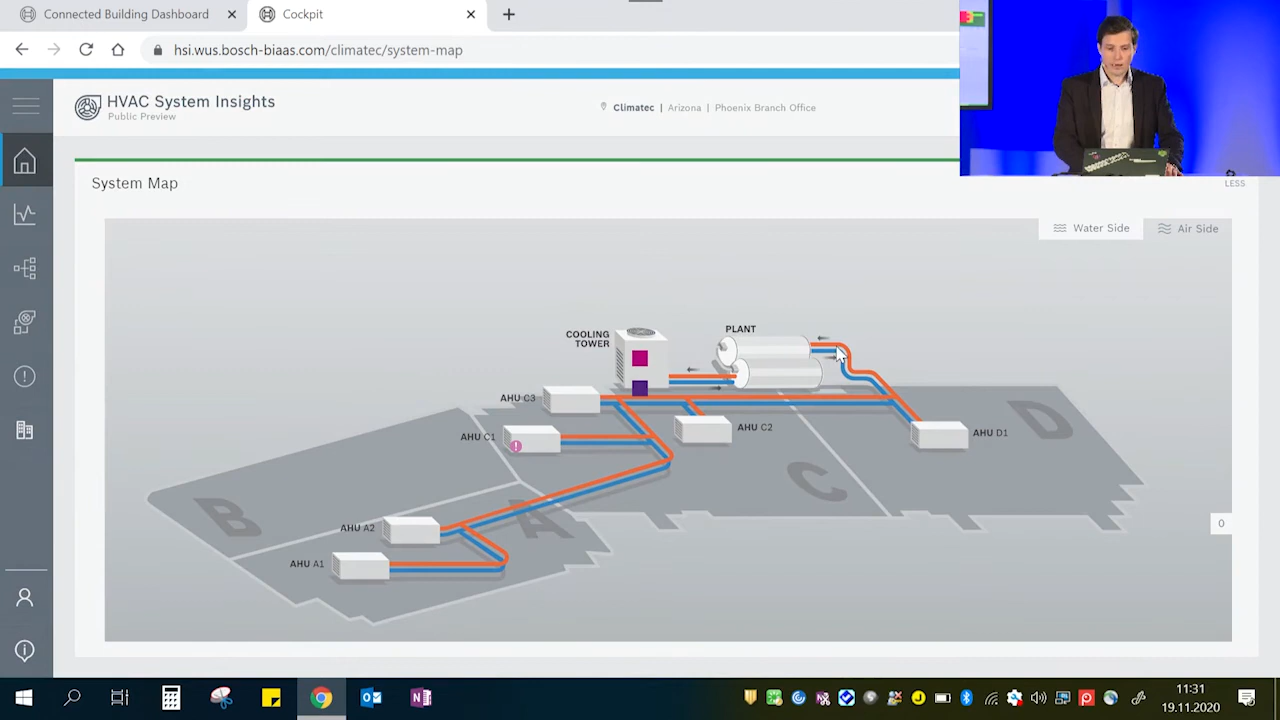 Connected Building Dashboard
Cockpit
hsi.wus.bosch-biaas.com/climatec/system-map
HVAC System Insights
Public Preview
Climatec | Arizona | Phoenix Branch Office
System Map
LESS
Water Side
Air Side
PLANT
COOLING
TOWER
AHU C3
AHU C1
AHU C2
AHU D1
D
C
B
A
AHU A2
AHU A1
0
11:31
19.11.2020